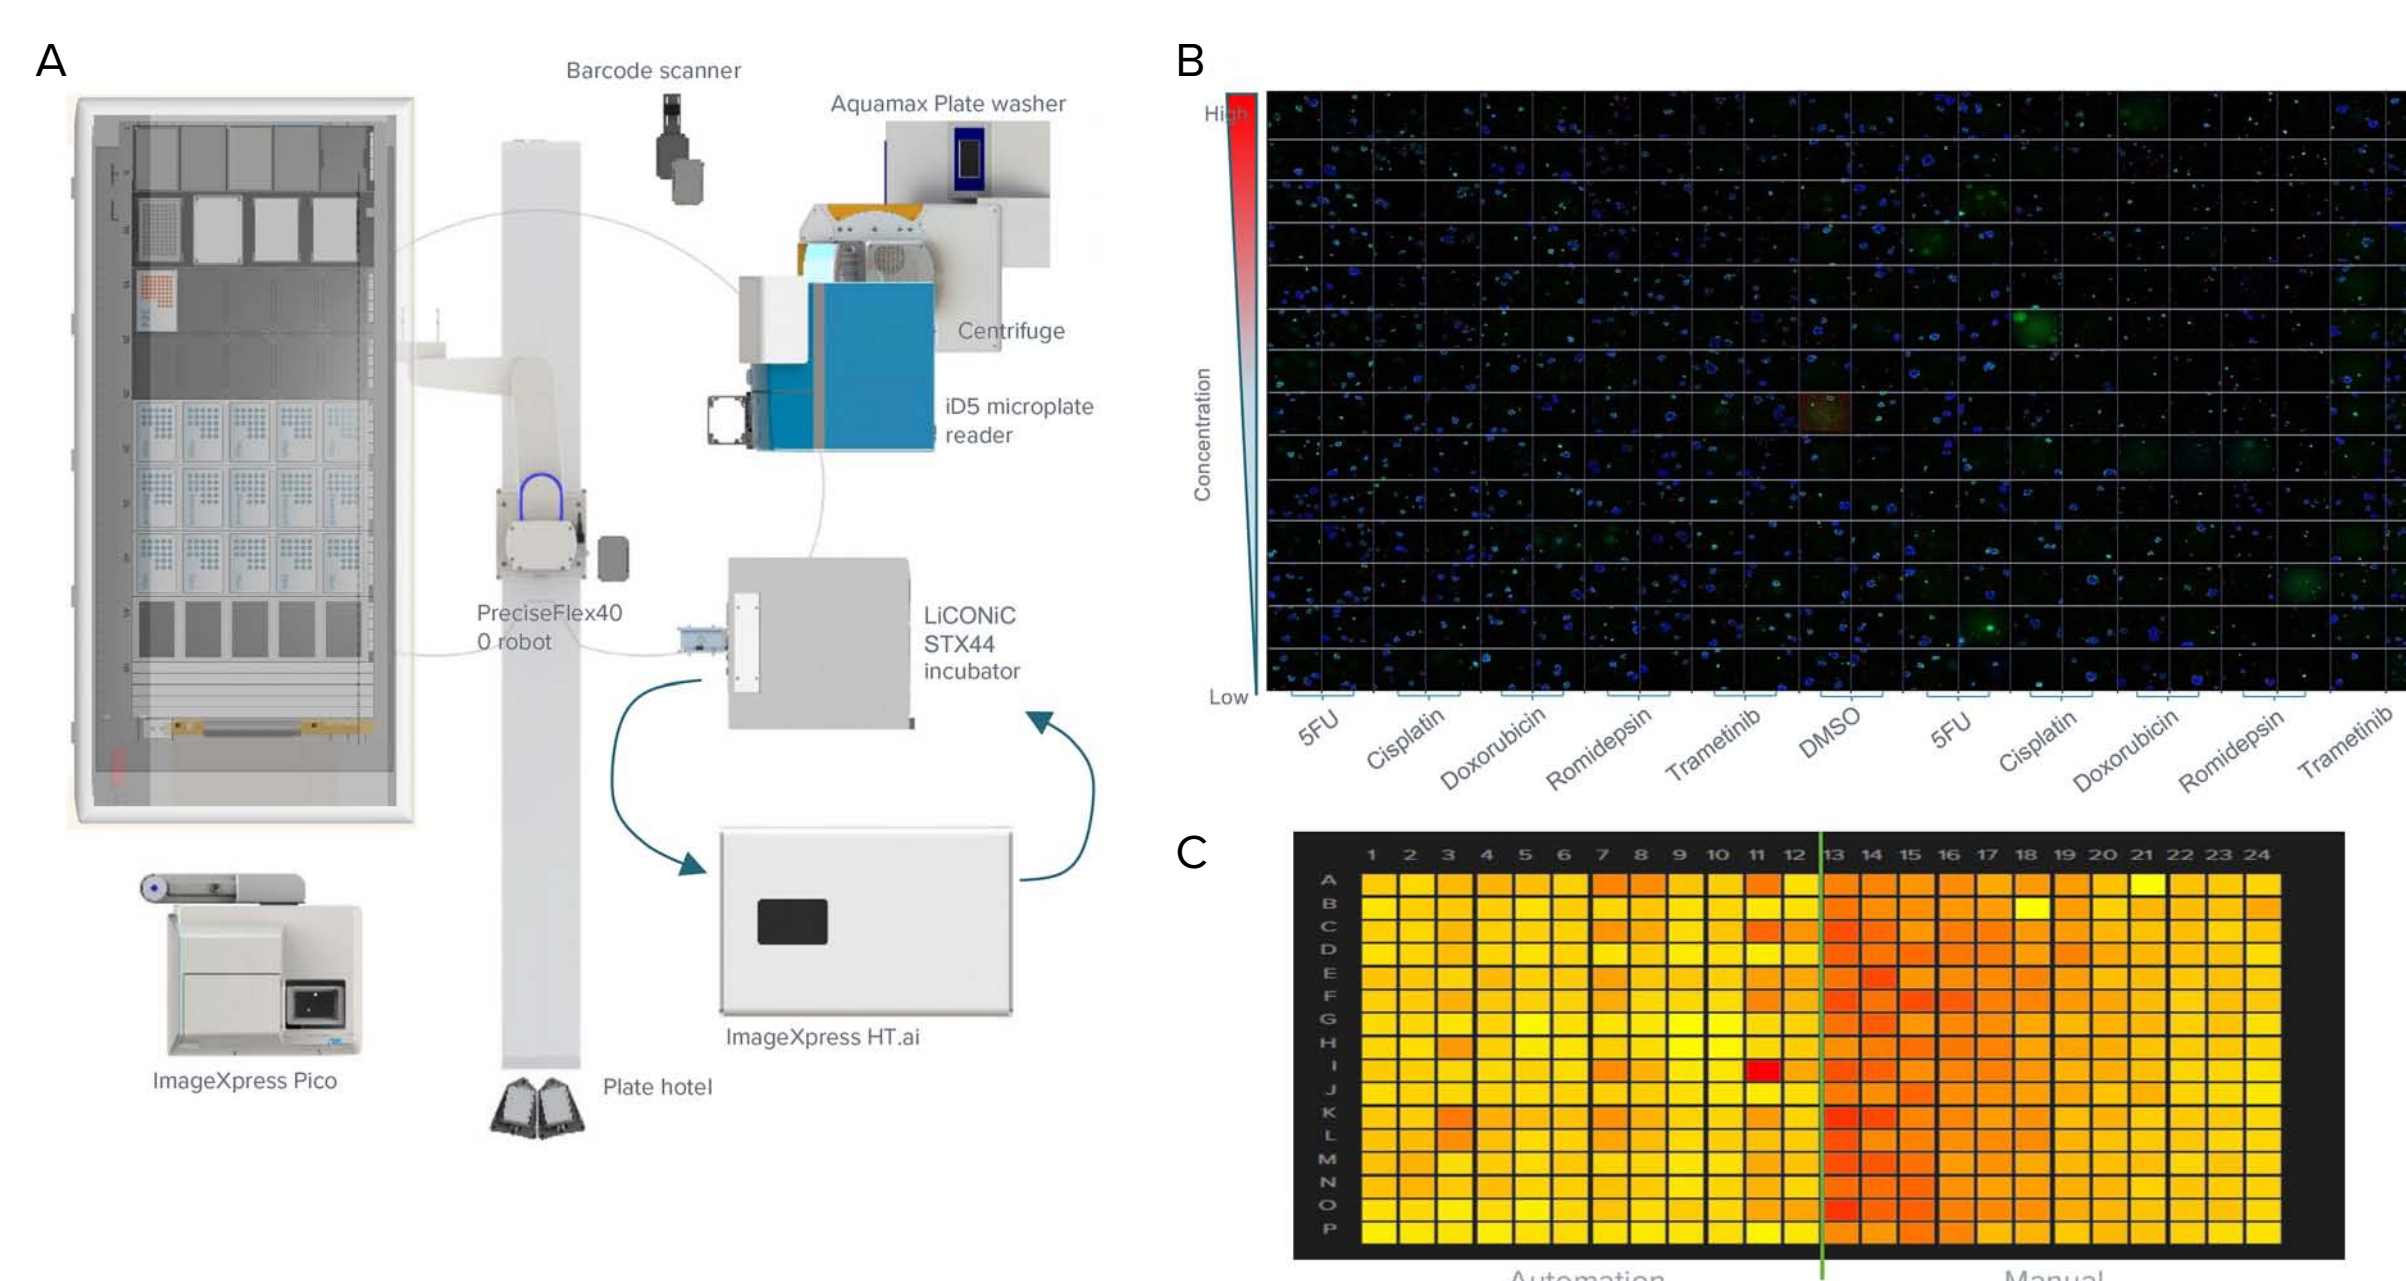 A
Barcode scanner
Aquamax Plate washer
Centrifuge
iD5 microplate
reader
PreciseFlex40
0 robot
LiCONiC
STX44
incubator
ImageXpress HT.ai
ImageXpress Pico
Plate hotel
B
High
Concentration
Low
5FU
Cisplatin
Doxorubicin
Romidepsin
Trametinib
DMSO
5FU
Cisplatin
Doxorubicin
Romidepsin
Trametinib
C
1 2 3 4 5 6 7 8 9 10 11 12 13 14 15 16 17 18 19 20 21 22 23 24
A
B
C
D
E
F
G
H
I
J
K
L
M
N
O
P
Automation
Manual